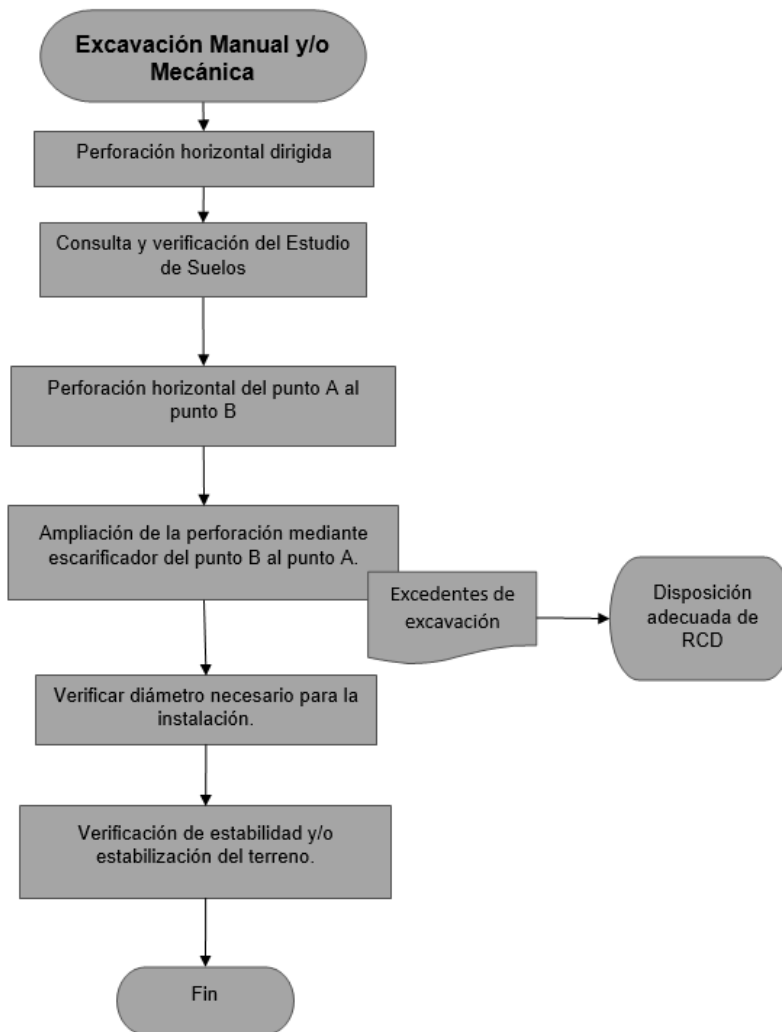 Excavación Manual y/o
Mecánica
Perforación horizontal dirigida
Consulta y verificación del Estudio
de Suelos
Perforación horizontal del punto A al
punto B
Ampliación de la perforación mediante
escarificador del punto B al punto A.
Excedentes de
excavación
Disposición
adecuada de
RCD
Verificar diámetro necesario para la
instalación.
Verificación de estabilidad y/o
estabilización del terreno.
Fin